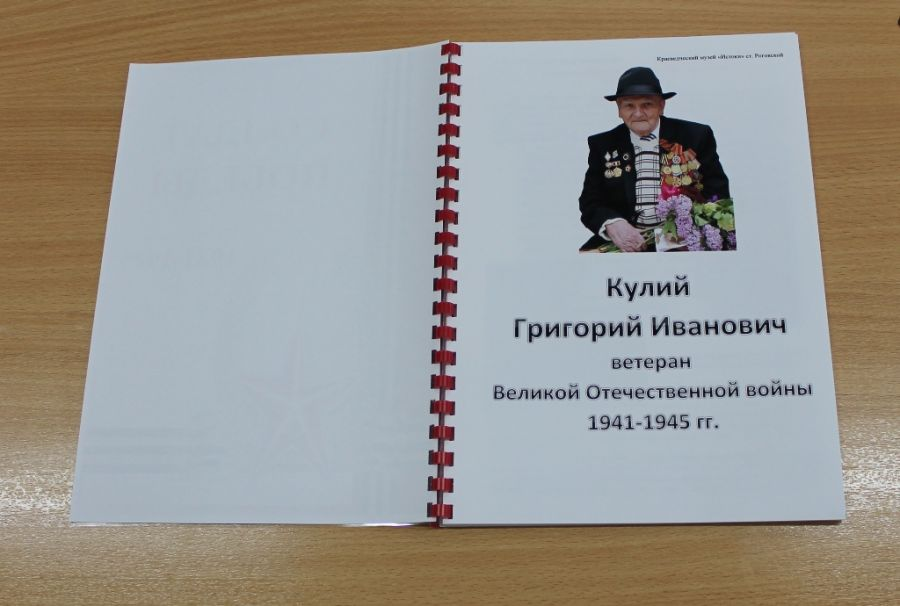 Краеведческий музей «Истоки» ст. Роговской
Кулий
Григорий Иванович
ветеран
Великой Отечественной войны
1941-1945 гг.